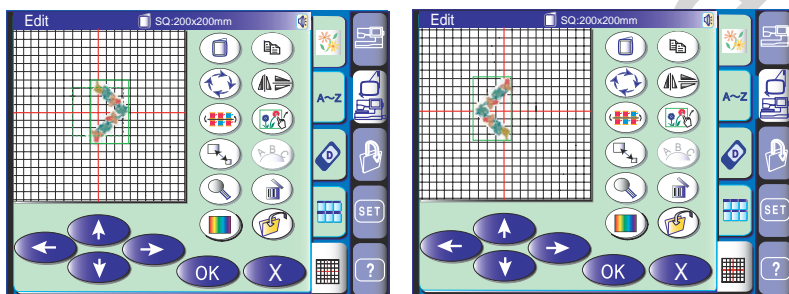 Edit SQ:200x200mm
A B C
A~Z
D
SET
OK X ?
Edit SQ:200x200mm
A B C
A~Z
D
SET
OK X ?